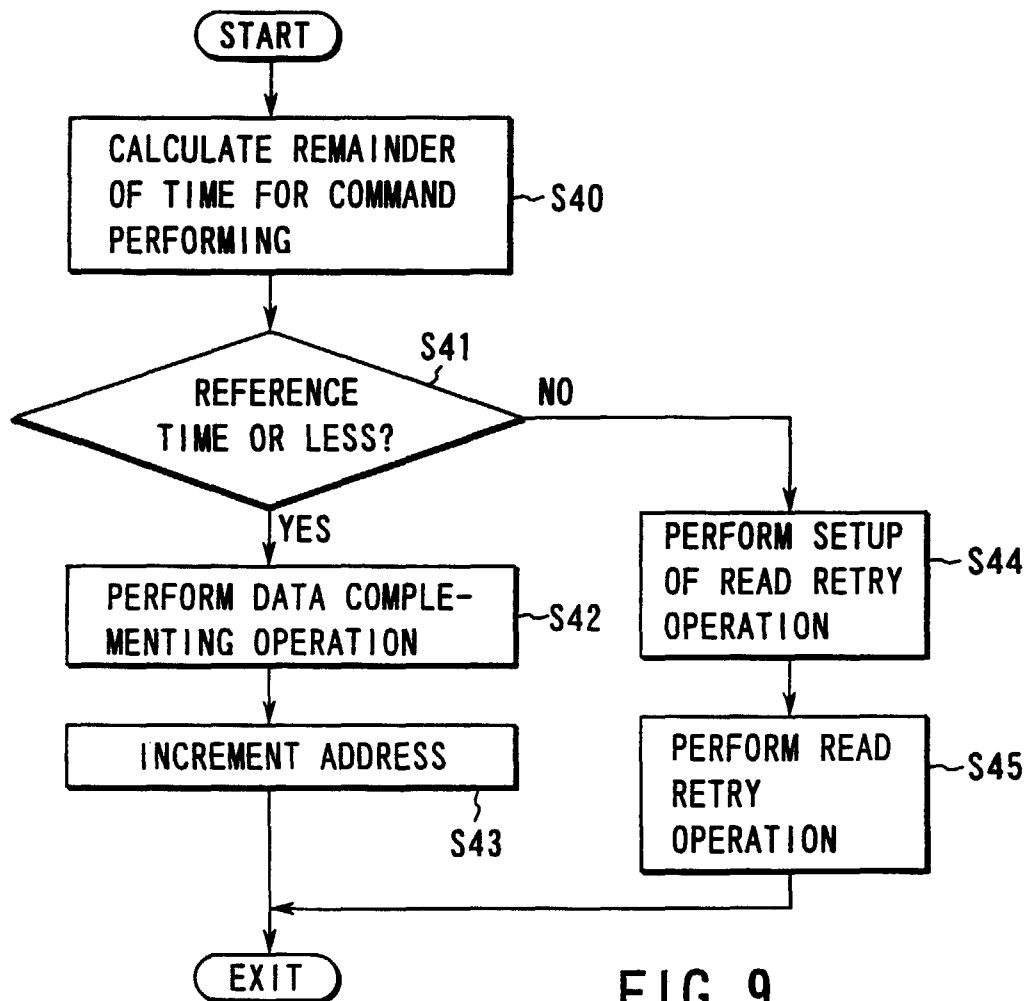 START
CALCULATE REMAINDER
OF TIME FOR COMMAND
PERFORMING
S40
S41
REFERENCE
TIME OR LESS?
NO
YES
PERFORM DATA COMPLE-
MENTING OPERATION
S42
INCREMENT ADDRESS
S43
PERFORM SETUP
OF READ RETRY
OPERATION
S44
PERFORM READ
RETRY
OPERATION
S45
EXIT
FIG. 9